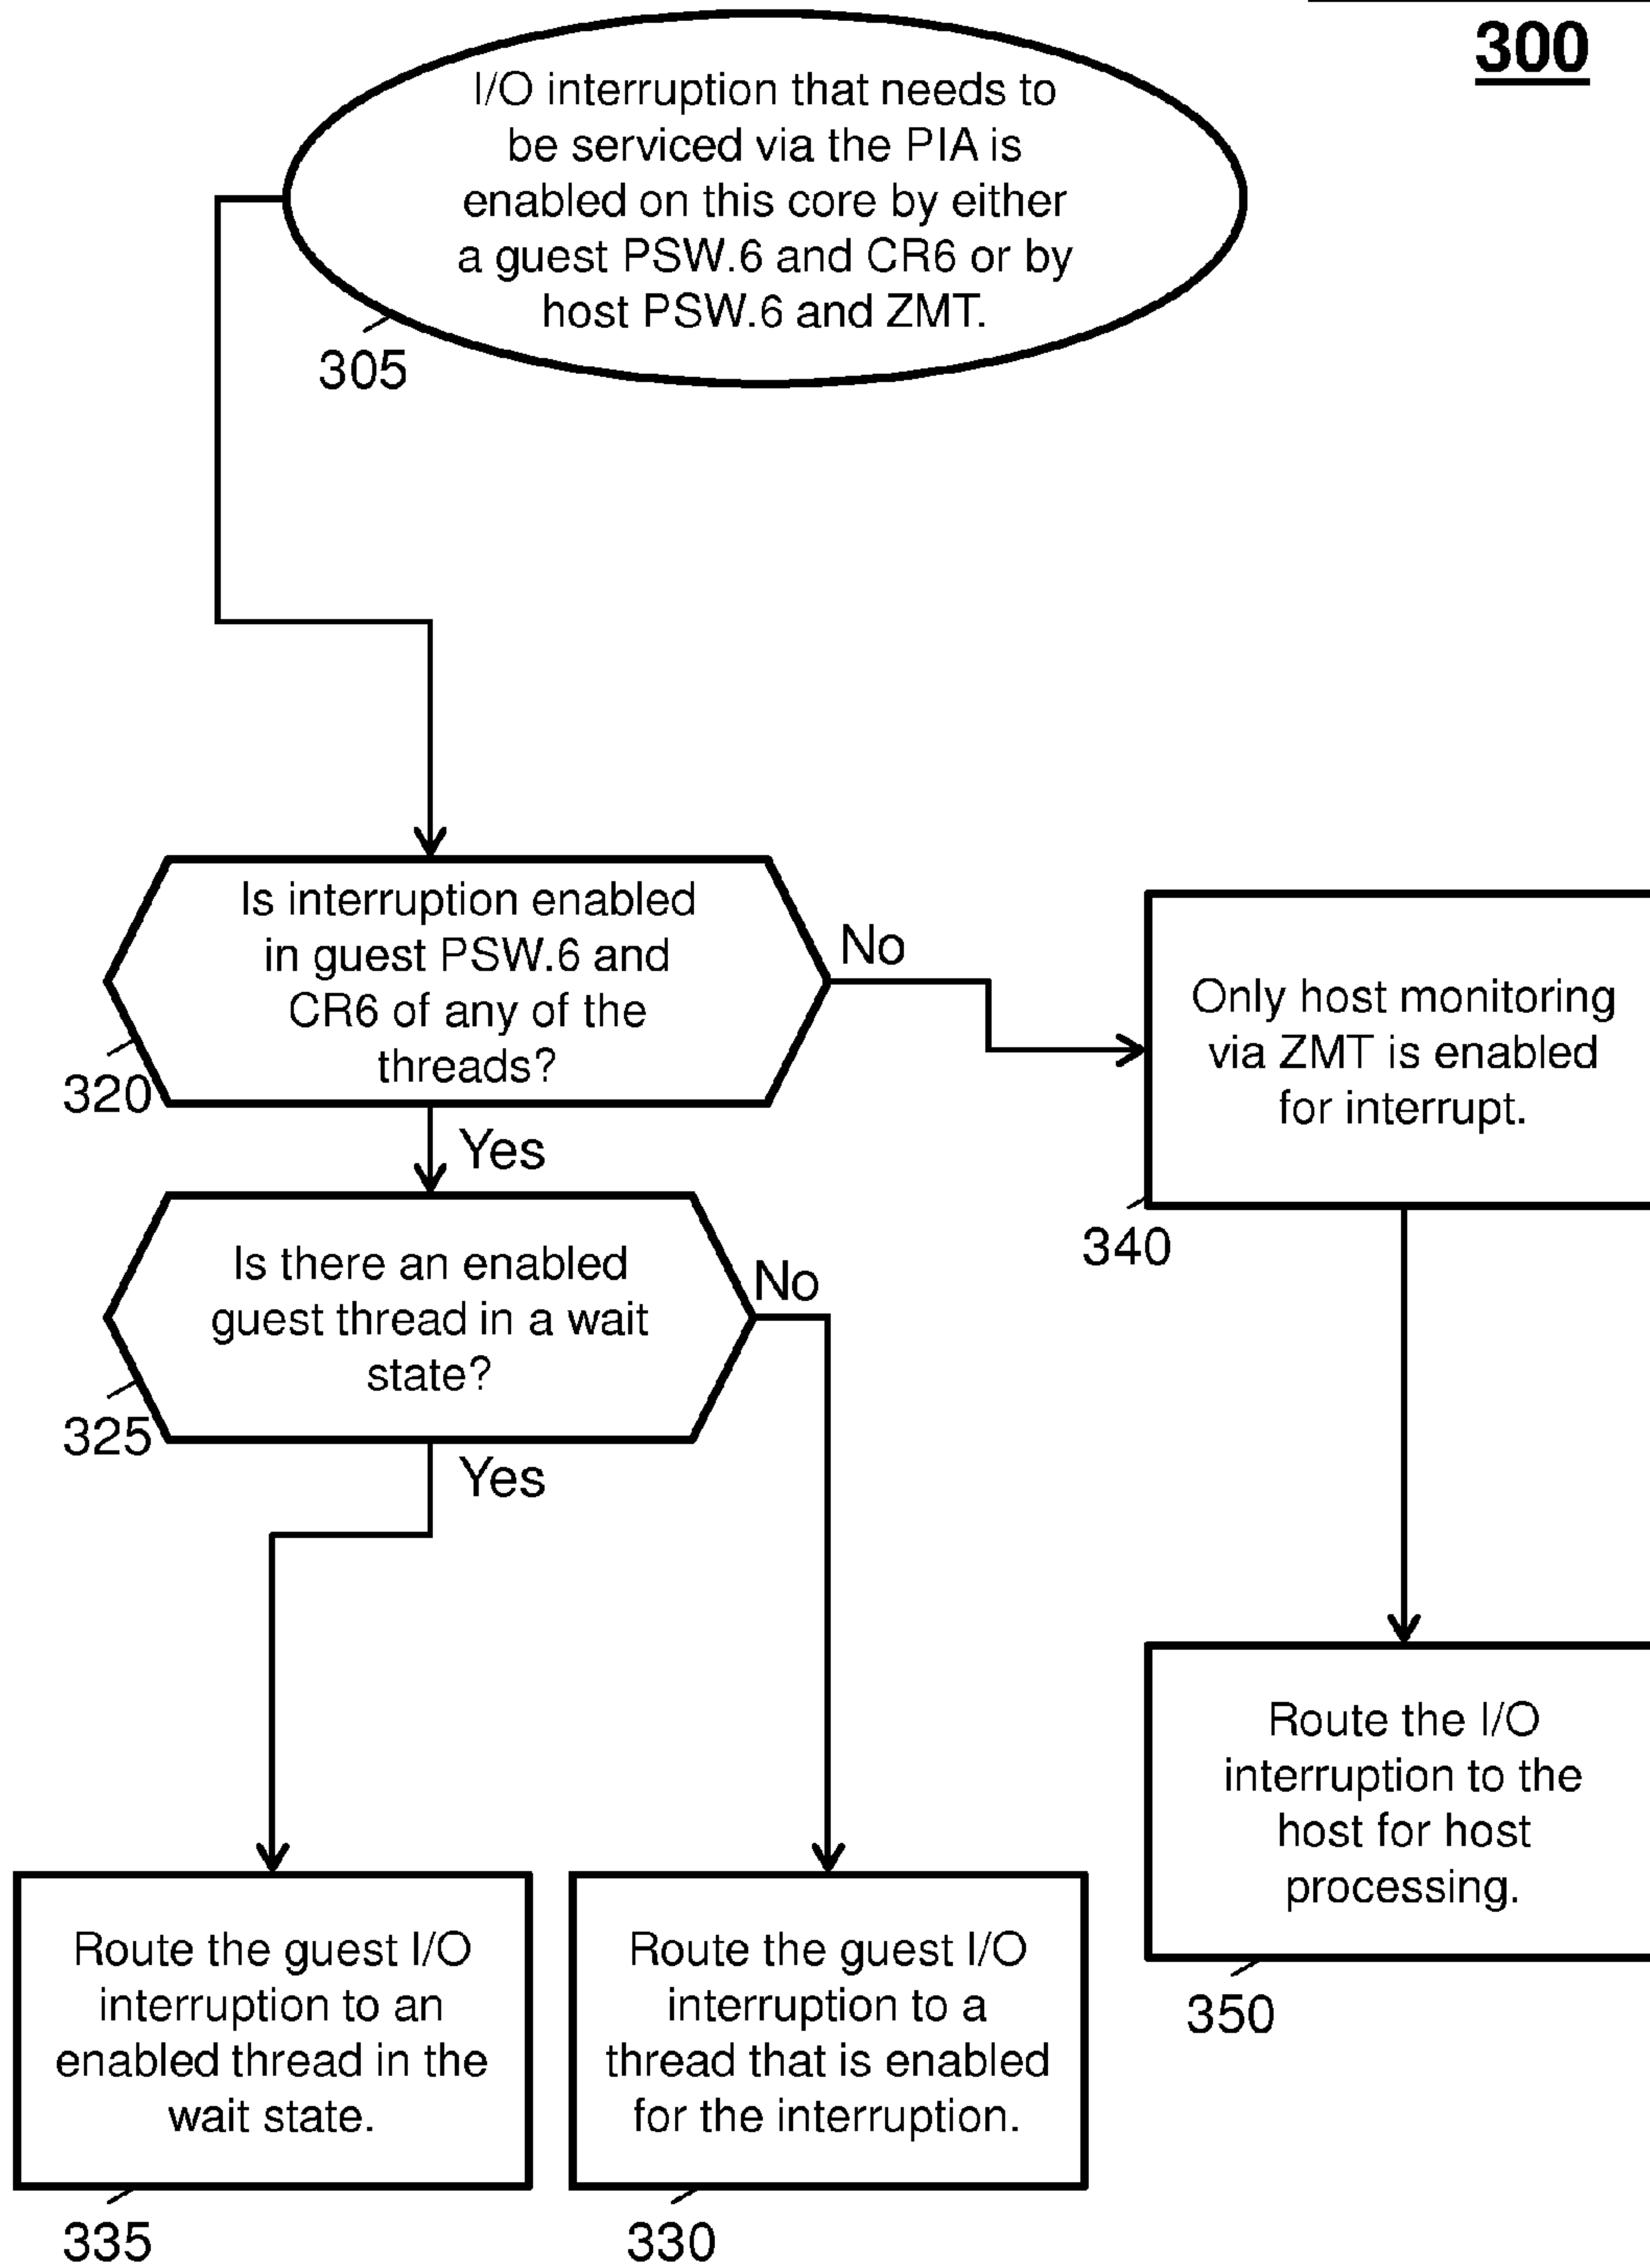 300
I/O interruption that needs to
be serviced via the PIA is
enabled on this core by either
a guest PSW.6 and CR6 or by
host PSW.6 and ZMT.
305
Is interruption enabled
in guest PSW.6 and
CR6 of any of the
threads?
320
No
Yes
Only host monitoring
via ZMT is enabled
for interrupt.
340
Is there an enabled
guest thread in a wait
state?
325
No
Yes
Route the I/O
interruption to the
host for host
processing.
350
Route the guest I/O
interruption to an
enabled thread in the
wait state.
335
Route the guest I/O
interruption to a
thread that is enabled
for the interruption.
330